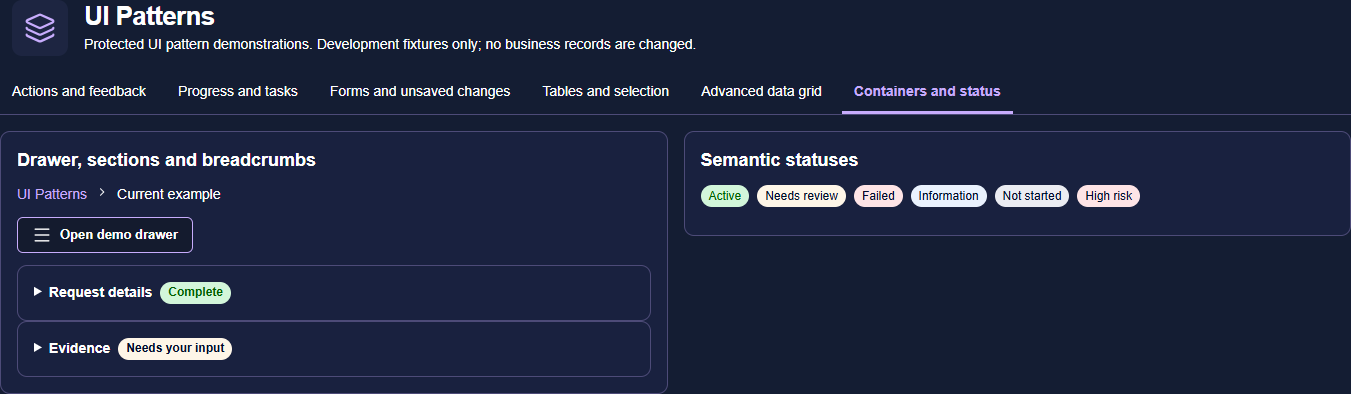 UI Patterns
Protected UI pattern demonstrations. Development fixtures only; no business records are changed.
Actions and feedback
Progress and tasks
Forms and unsaved changes
Tables and selection
Advanced data grid
Containers and status
Drawer, sections and breadcrumbs
UI Patterns > Current example
Open demo drawer
Request details Complete
Evidence Needs your input
Semantic statuses
Active Needs review Failed Information Not started High risk